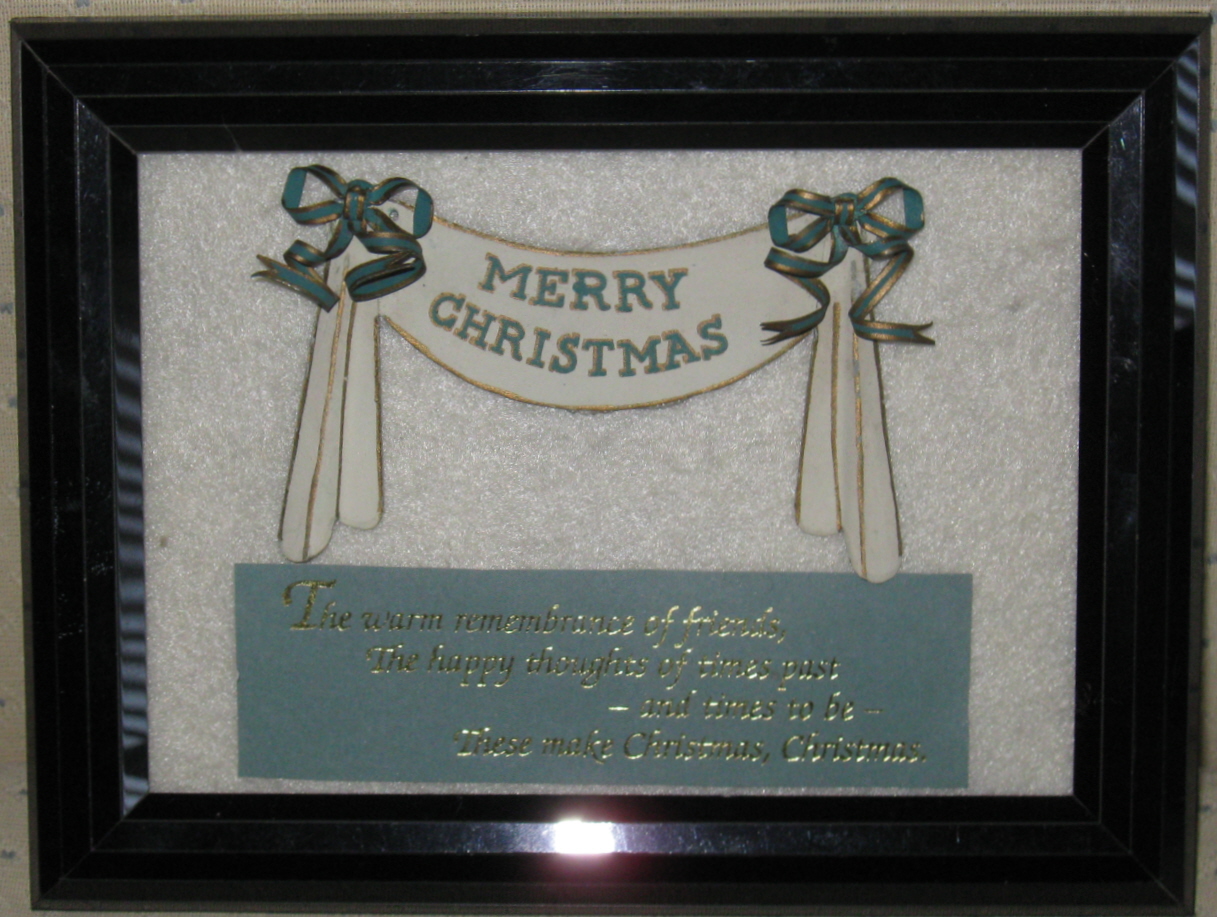 MERRY
CHRISTMAS
The warm remembrance of friends,
The happy thoughts of times past
– and times to be –
These make Christmas, Christmas.